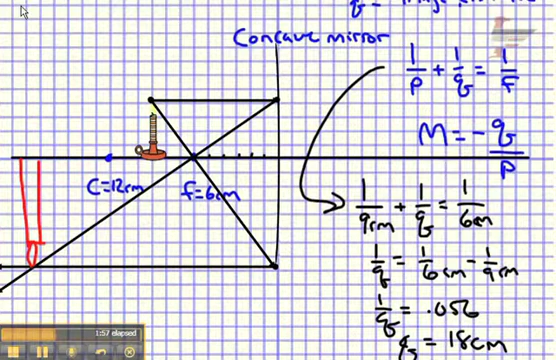 Concave mirror
1/p + 1/q = 1/f
M = -q/p
C=12cm
f=6cm
1/9cm + 1/q = 1/6cm
1/q = 1/6cm - 1/9cm
1/q = .056
q = 18cm
1:57 elapsed